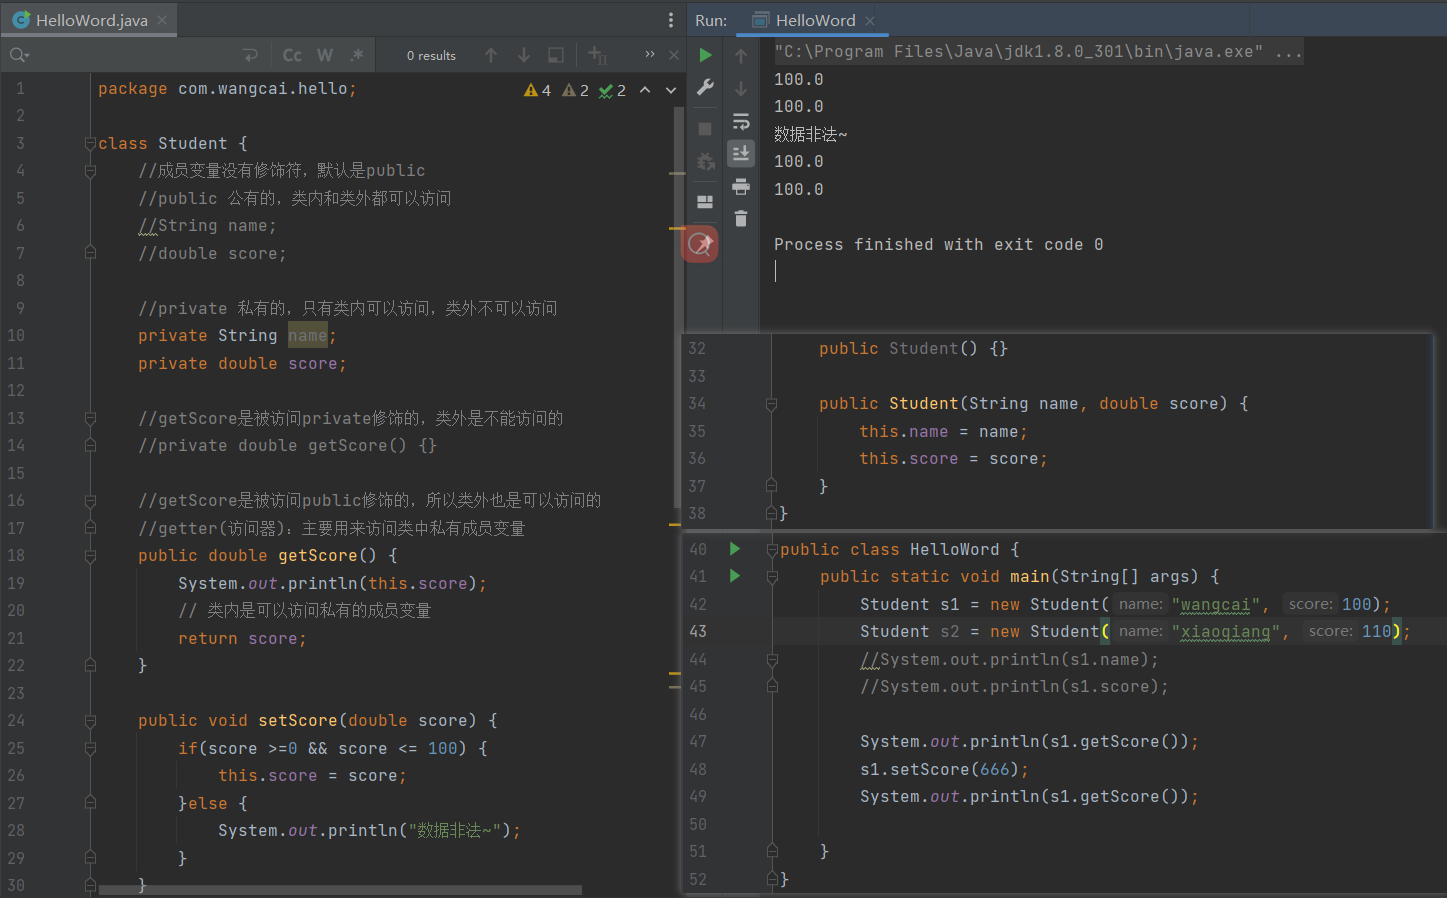 HelloWord.java
Cc W .* 0 results
1 package com.wangcai.hello; 4 2 2
2
3 class Student {
4 //成员变量没有修饰符，默认是public
5 //public 公有的，类内和类外都可以访问
6 //String name;
7 //double score;
8
9 //private 私有的，只有类内可以访问，类外不可以访问
10 private String name;
11 private double score;
12
13 //getScore是被访问private修饰的，类外是不能访问的
14 //private double getScore() {}
15
16 //getScore是被访问public修饰的，所以类外也是可以访问的
17 //getter(访问器)：主要用来访问类中私有成员变量
18 public double getScore() {
19 System.out.println(this.score);
20 // 类内是可以访问私有的成员变量
21 return score;
22 }
23
24 public void setScore(double score) {
25 if(score >=0 && score <= 100) {
26 this.score = score;
27 }else {
28 System.out.println("数据非法~");
29 }
30 }
Run: HelloWord
"C:\Program Files\Java\jdk1.8.0_301\bin\java.exe" ...
100.0
100.0
数据非法~
100.0
100.0
Process finished with exit code 0
32 public Student() {}
33
34 public Student(String name, double score) {
35 this.name = name;
36 this.score = score;
37 }
38 }
40 public class HelloWord {
41 public static void main(String[] args) {
42 Student s1 = new Student( name: "wangcai", score: 100);
43 Student s2 = new Student( name: "xiaoqiang", score: 110);
44 //System.out.println(s1.name);
45 //System.out.println(s1.score);
46
47 System.out.println(s1.getScore());
48 s1.setScore(666);
49 System.out.println(s1.getScore());
50
51 }
52 }